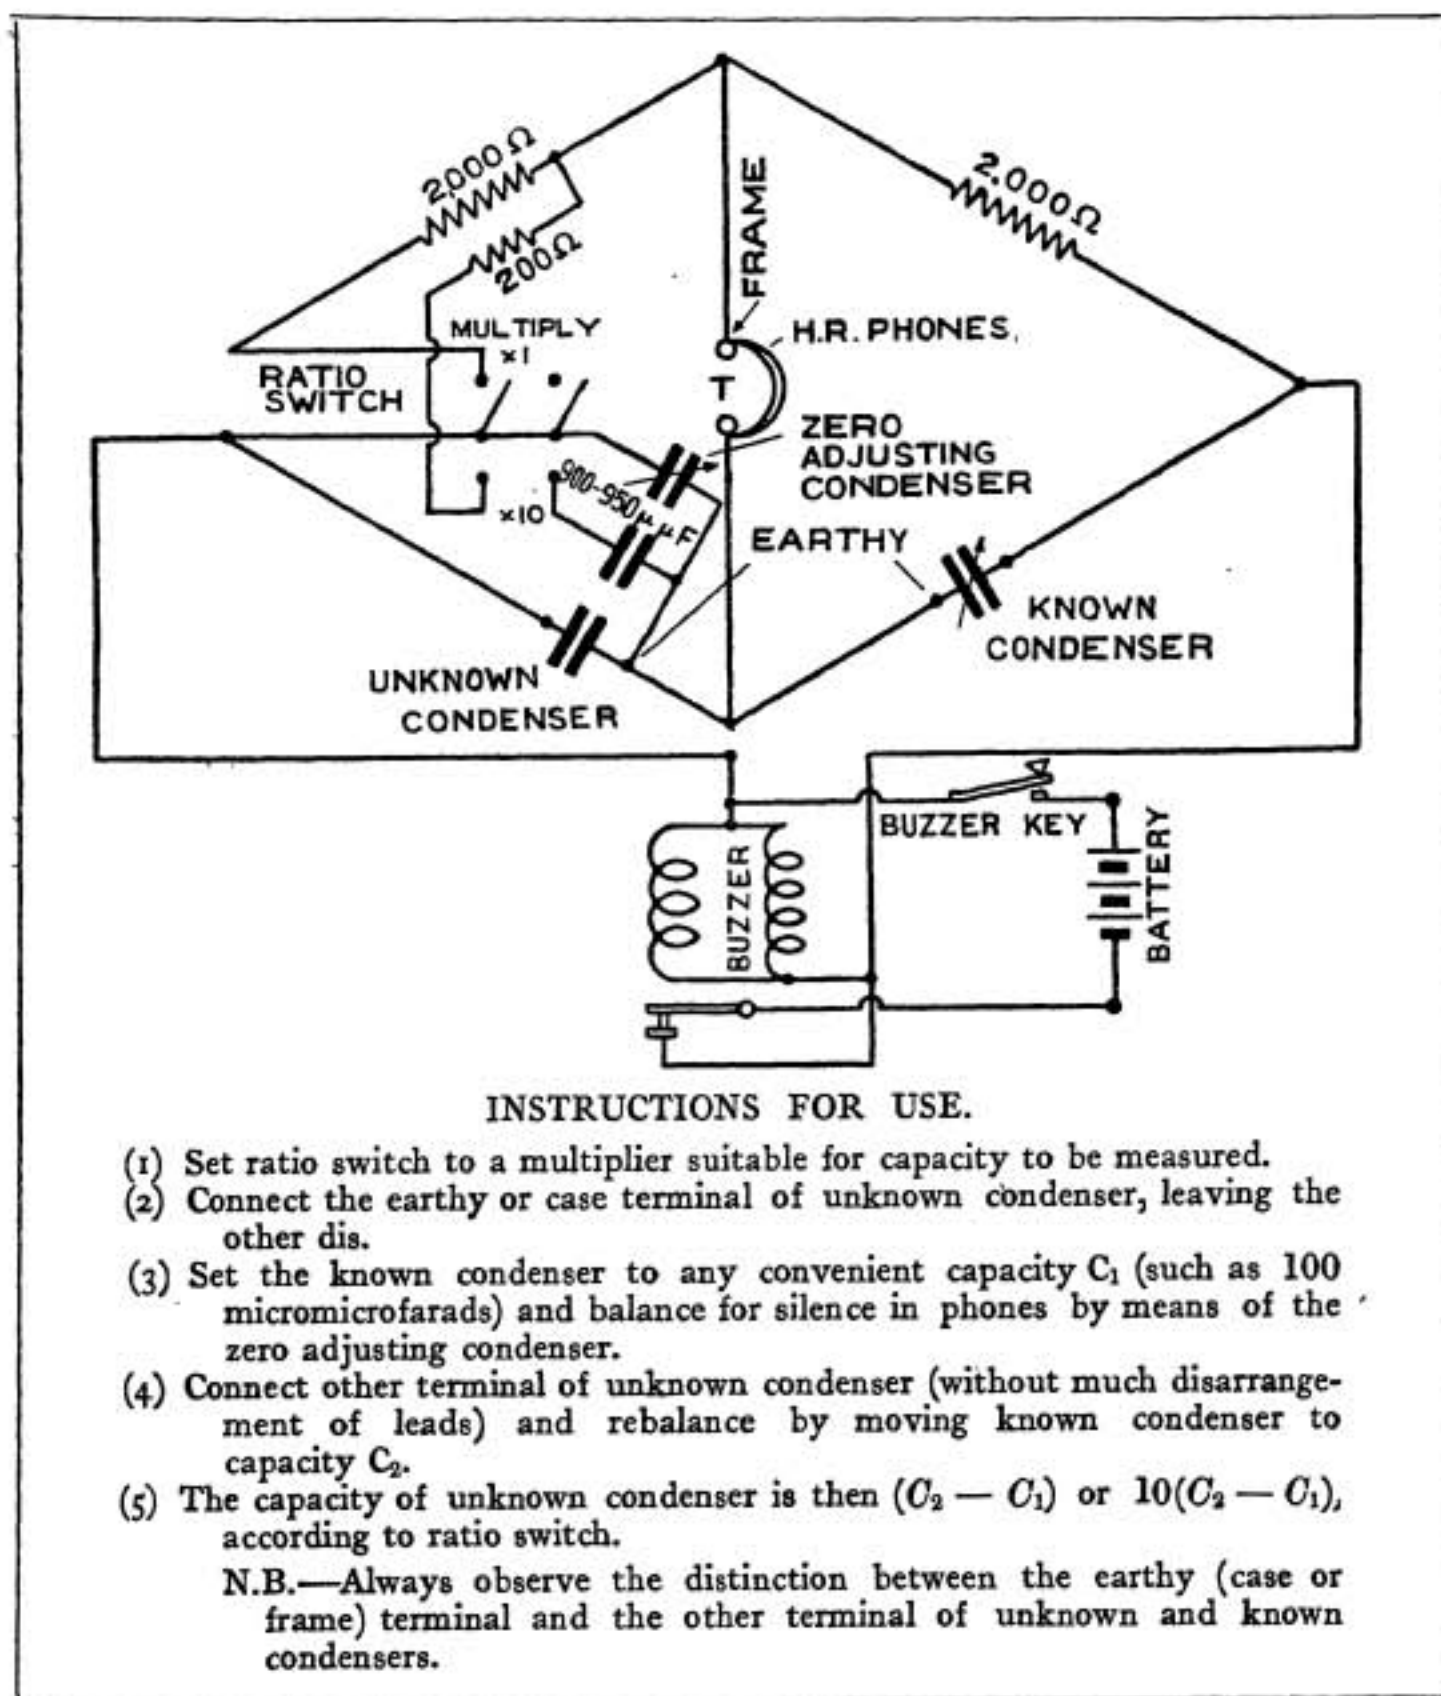 2,000 Ω
2.000 Ω
200Ω
FRAME
MULTIPLY
×1
H.R. PHONES.
RATIO
SWITCH
T
ZERO
ADJUSTING
CONDENSER
900-950 μμF
×10
EARTHY
KNOWN
CONDENSER
UNKNOWN
CONDENSER
BUZZER KEY
BUZZER
BATTERY
INSTRUCTIONS FOR USE.
(1) Set ratio switch to a multiplier suitable for capacity to be measured.
(2) Connect the earthy or case terminal of unknown condenser, leaving the
other dis.
(3) Set the known condenser to any convenient capacity C₁ (such as 100
micromicrofarads) and balance for silence in phones by means of the
zero adjusting condenser.
(4) Connect other terminal of unknown condenser (without much disarrange-
ment of leads) and rebalance by moving known condenser to
capacity C₂.
(5) The capacity of unknown condenser is then (C₂ — C₁) or 10(C₂ — C₁),
according to ratio switch.
N.B.—Always observe the distinction between the earthy (case or
frame) terminal and the other terminal of unknown and known
condensers.